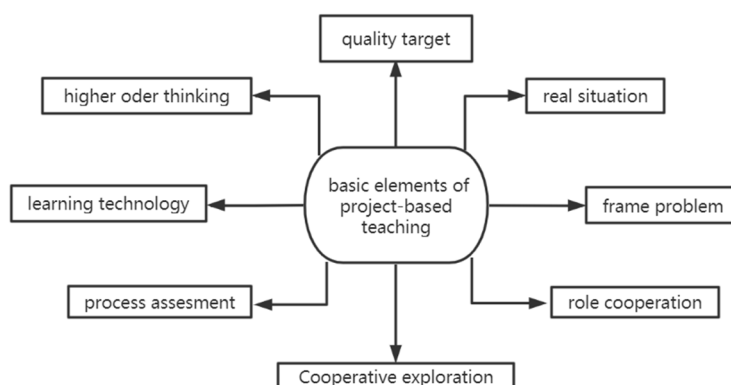 quality target
higher oder thinking
real situation
basic elements of
project-based
teaching
learning technology
frame problem
process assesment
role cooperation
Cooperative exploration